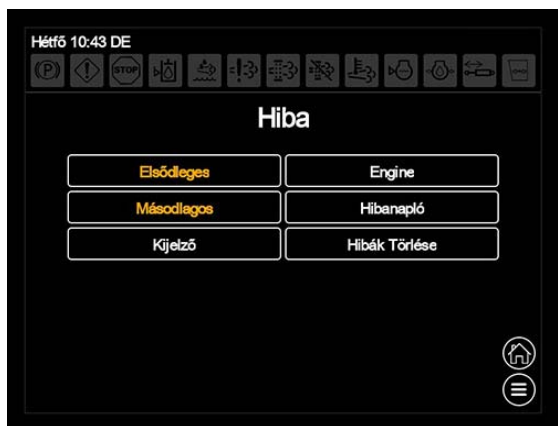 Hétfő 10:43 DE
(P) STOP
Hiba
Elsődleges Engine
Másodlagos Hibanapló
Kijelző Hibák Törlése